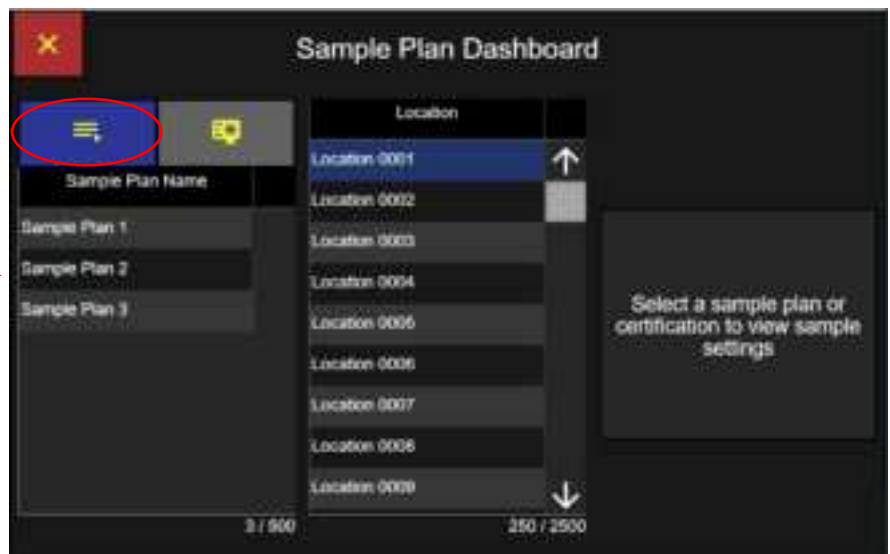 Sample Plan Dashboard
Sample Plan Name
Sample Plan 1
Sample Plan 2
Sample Plan 3
3 / 500
Location
Location 0001
Location 0002
Location 0003
Location 0004
Location 0005
Location 0006
Location 0007
Location 0008
Location 0009
250 / 2500
Select a sample plan or
certification to view sample
settings